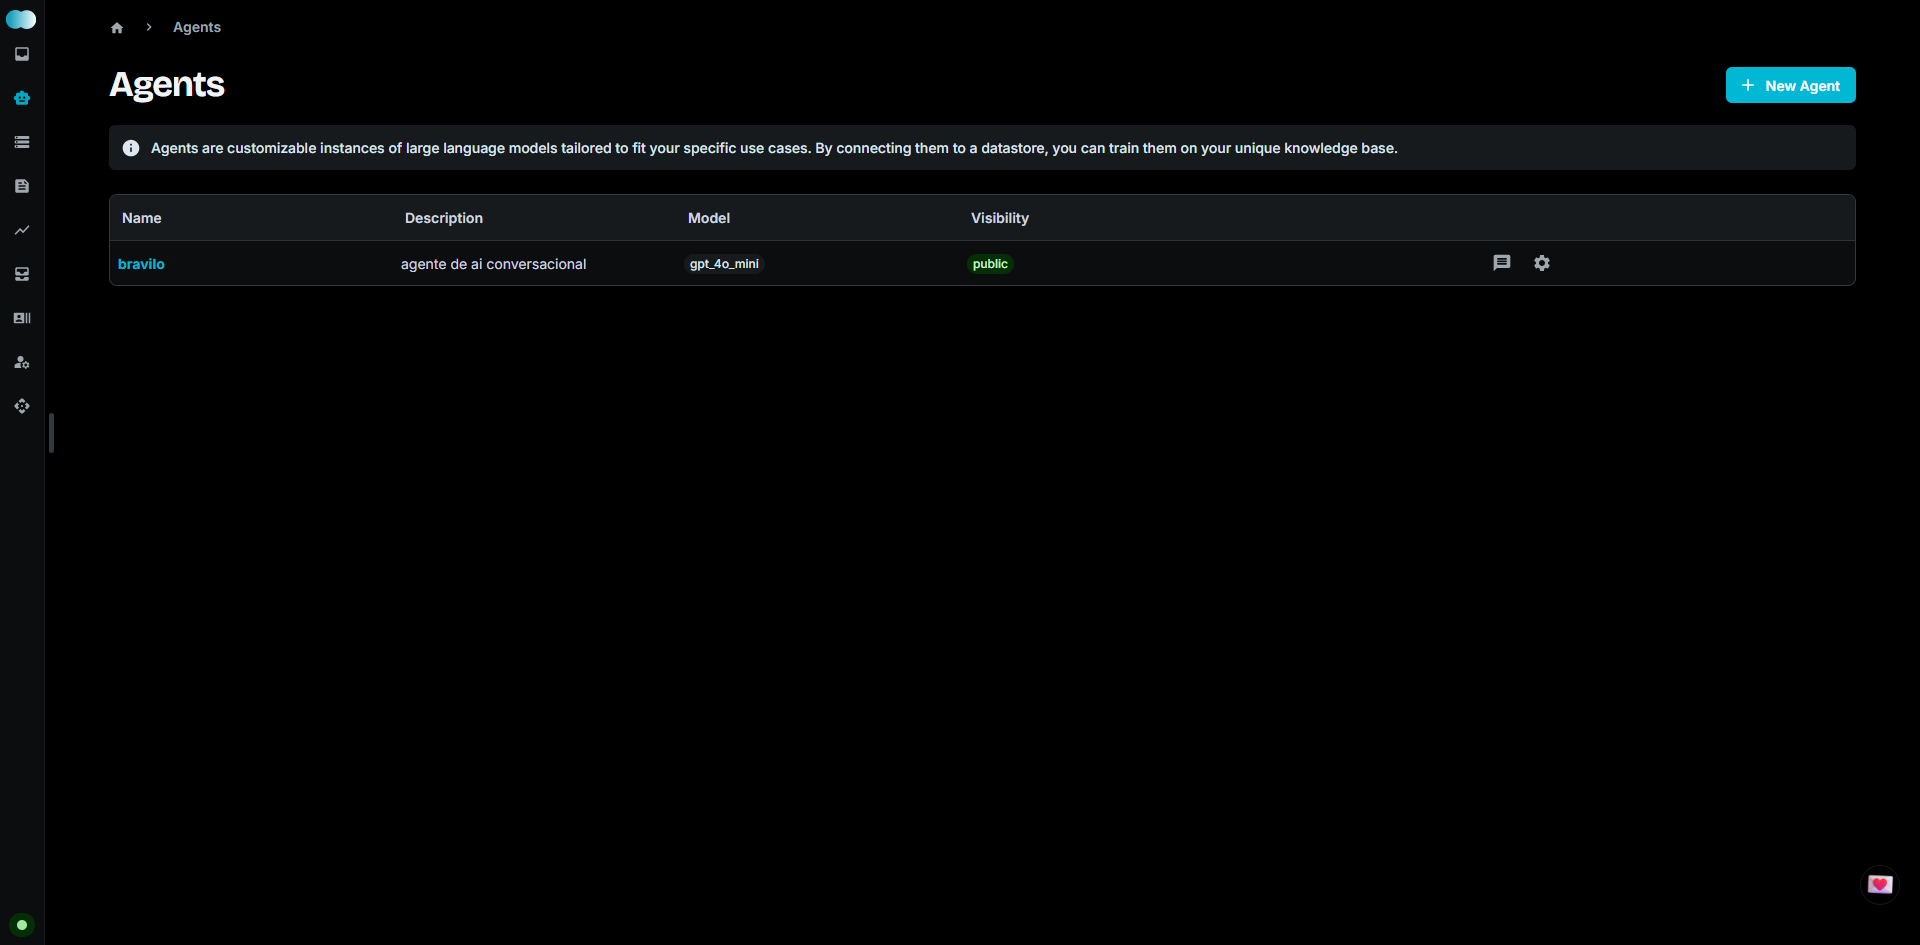 Agents
Agents
New Agent
Agents are customizable instances of large language models tailored to fit your specific use cases. By connecting them to a datastore, you can train them on your unique knowledge base.
Name Description Model Visibility
bravilo agente de ai conversacional gpt_4o_mini public